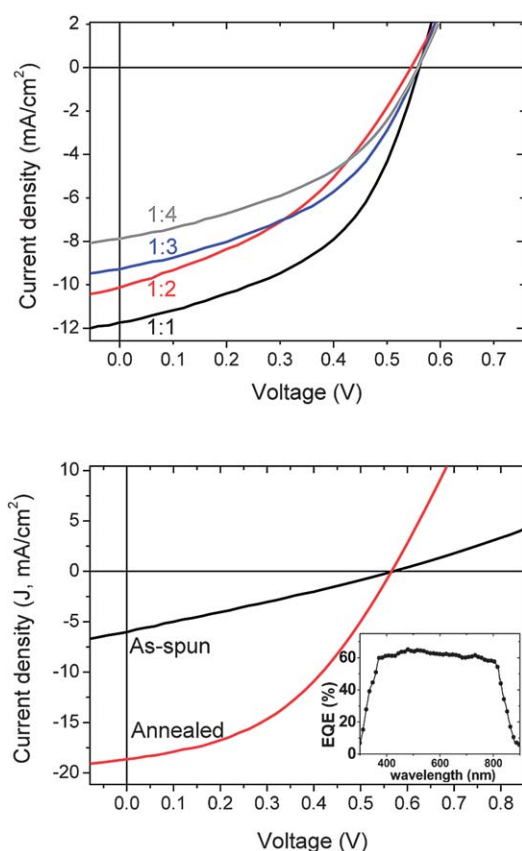 2
0
-2
-4
-6
-8
-10
-12
Current density (mA/cm²)
1:4
1:3
1:2
1:1
0.0 0.1 0.2 0.3 0.4 0.5 0.6 0.7
Voltage (V)
10
5
0
-5
-10
-15
-20
Current density (J, mA/cm²)
As-spun
Annealed
60
40
20
0
EQE (%)
400 600 800
wavelength (nm)
0.0 0.1 0.2 0.3 0.4 0.5 0.6 0.7 0.8
Voltage (V)